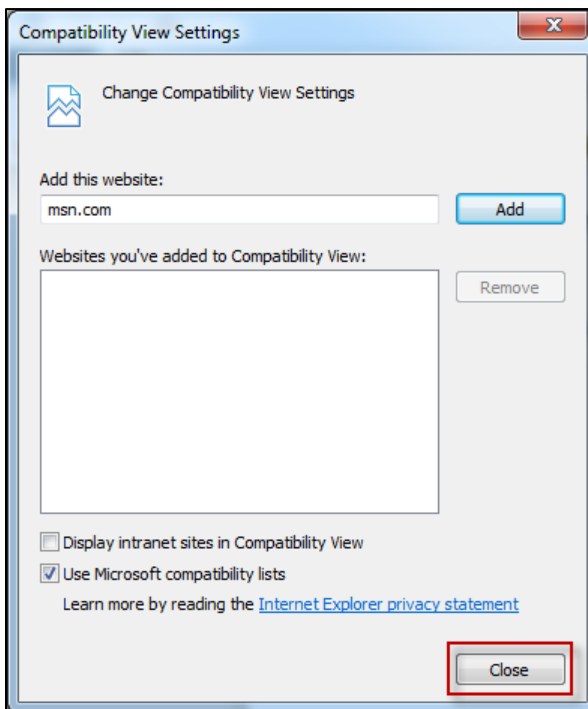 Compatibility View Settings
Change Compatibility View Settings
Add this website:
msn.com
Add
Websites you've added to Compatibility View:
Remove
Display intranet sites in Compatibility View
Use Microsoft compatibility lists
Learn more by reading the Internet Explorer privacy statement
Close